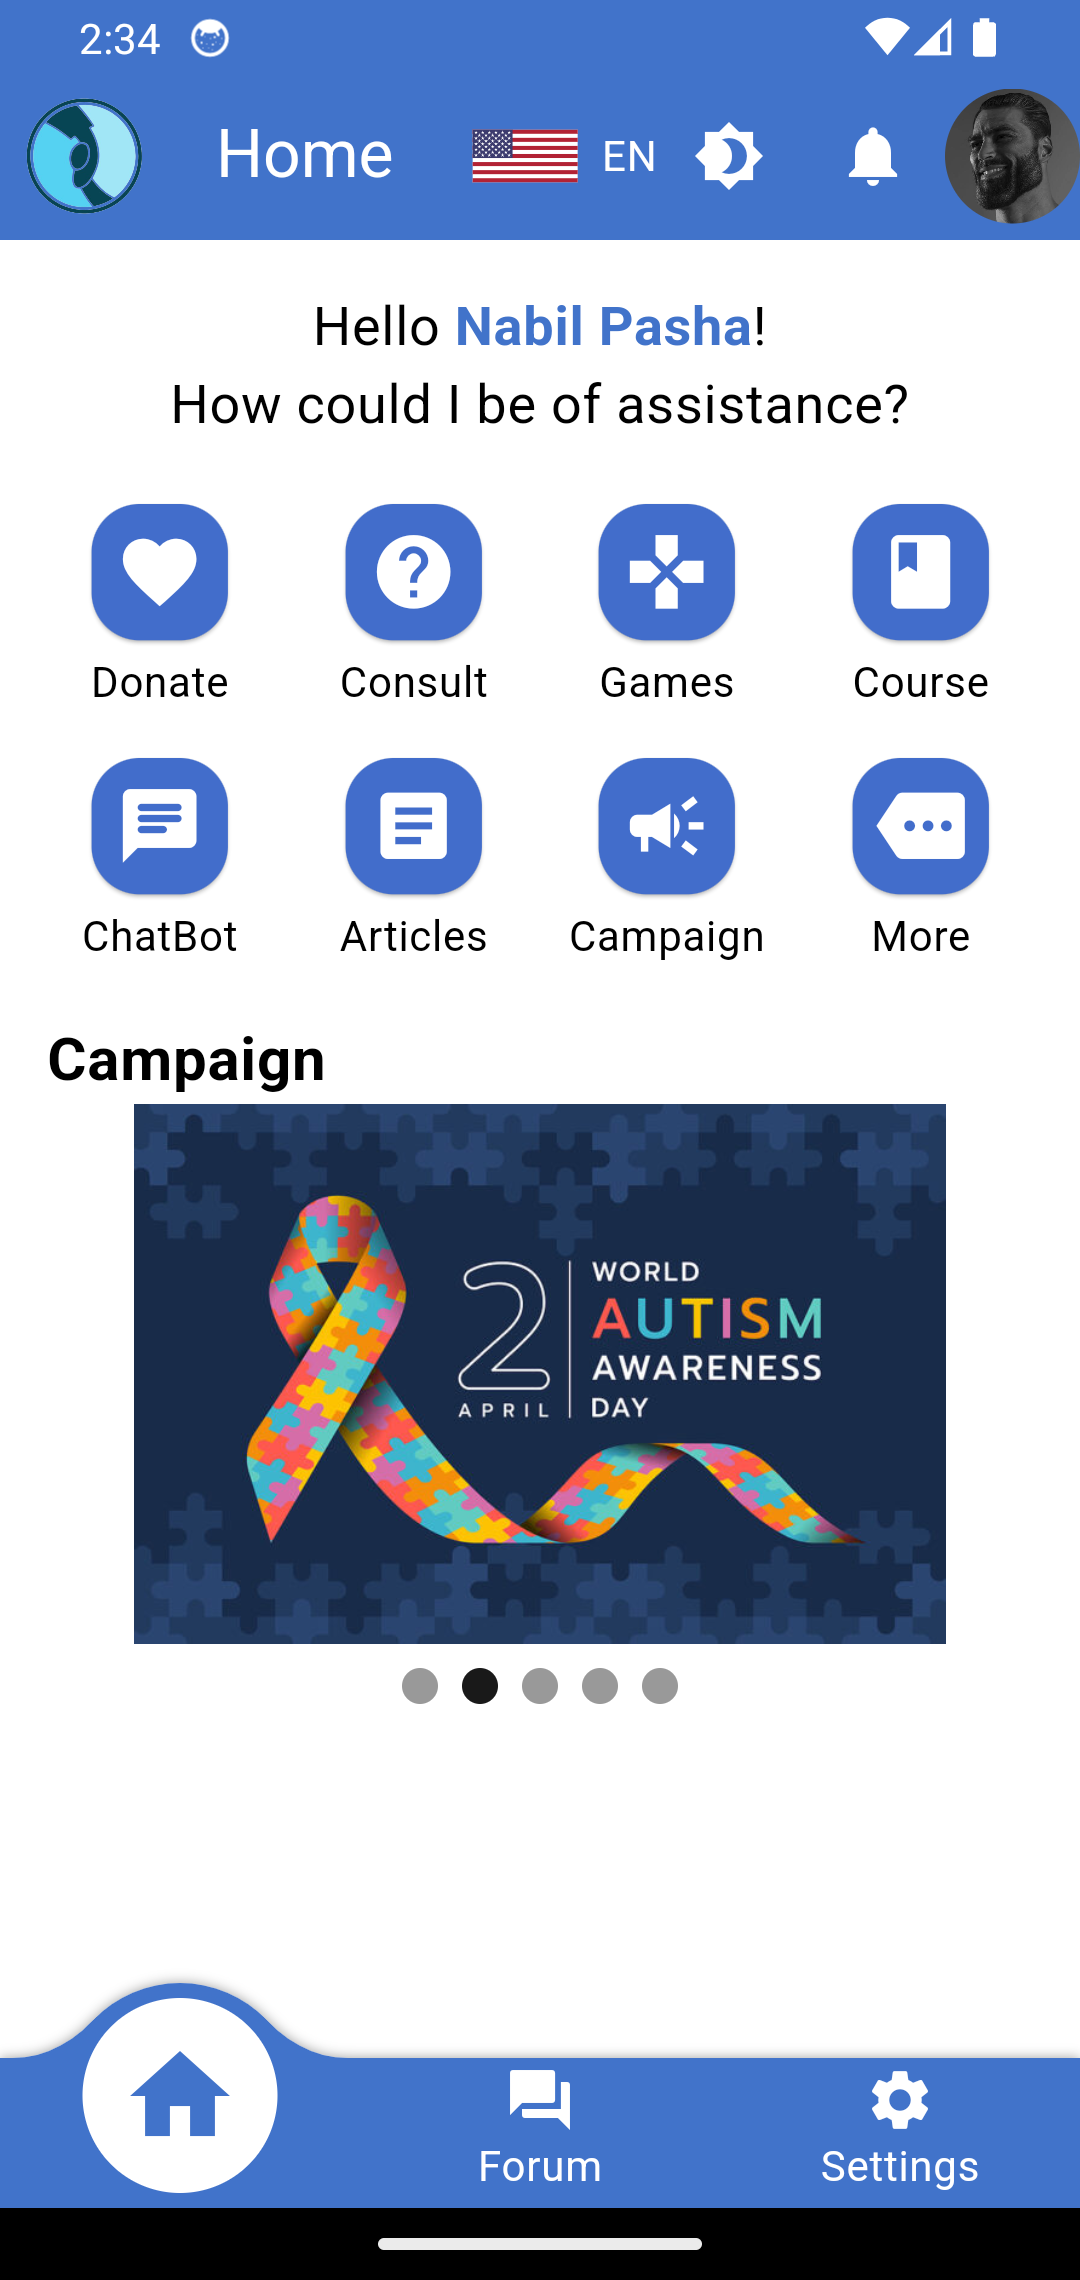 2:34
Home EN
Hello Nabil Pasha!
How could I be of assistance?
Donate Consult Games Course
ChatBot Articles Campaign More
Campaign
2
APRIL
WORLD
AUTISM
AWARENESS
DAY
Forum Settings